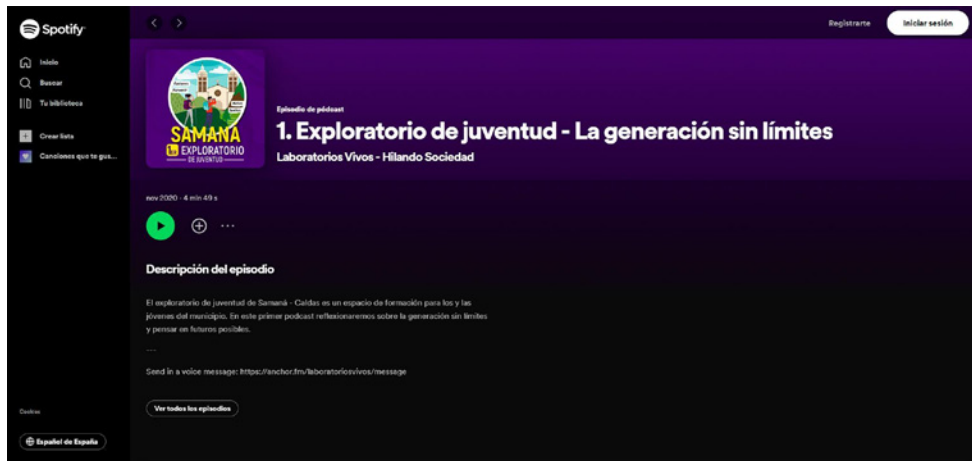 Spotify
Inicio
Buscar
Tu biblioteca
Crear lista
Canciones que te gus...
Cookies
Español de España
Registrarte
Iniciar sesión
SAMANÁ
EXPLORATORIO
DE JUVENTUD
Episodio de pódcast
1. Exploratorio de juventud - La generación sin límites
Laboratorios Vivos - Hilando Sociedad
nov 2020 · 4 min 49 s
Descripción del episodio
El exploratorio de juventud de Samaná - Caldas es un espacio de formación para los y las
jóvenes del municipio. En este primer podcast reflexionaremos sobre la generación sin límites
y pensar en futuros posibles.
---
Send in a voice message: https://anchor.fm/laboratoriosvivos/message
Ver todos los episodios